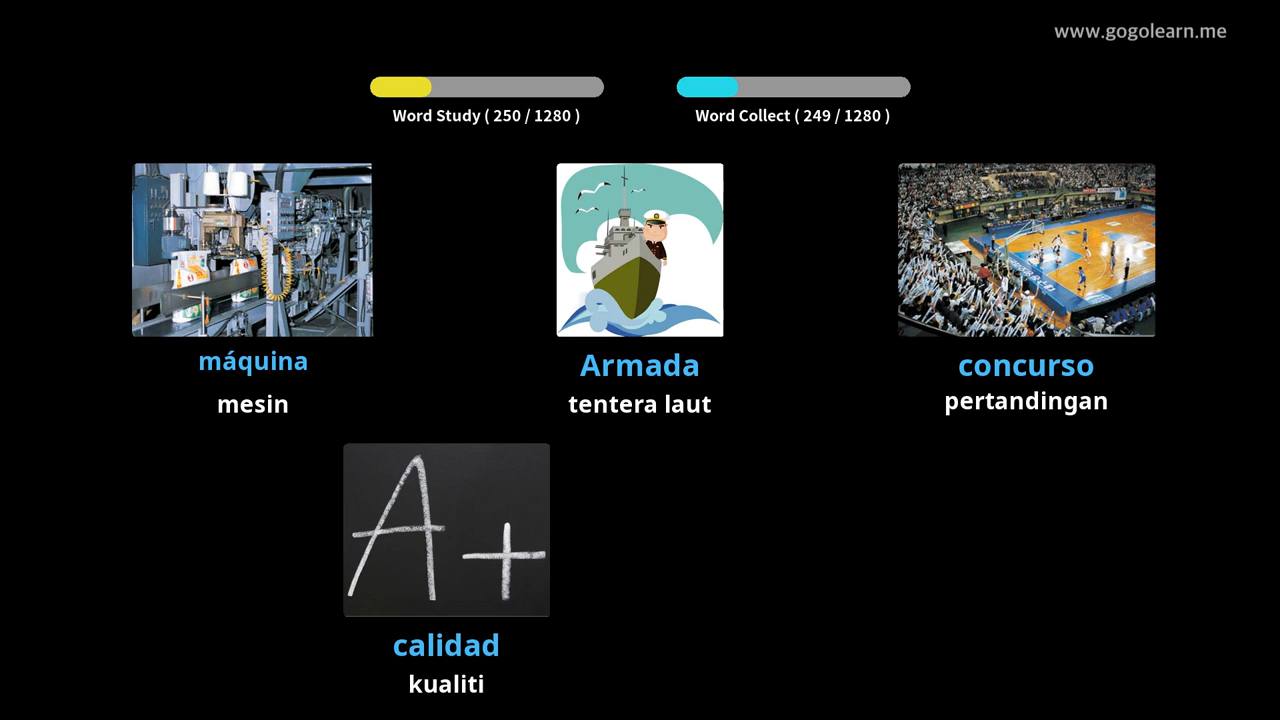 www.gogolearn.me
Word Study ( 250 / 1280 )
Word Collect ( 249 / 1280 )
máquina
mesin
Armada
tentera laut
concurso
pertandingan
A+
calidad
kualiti